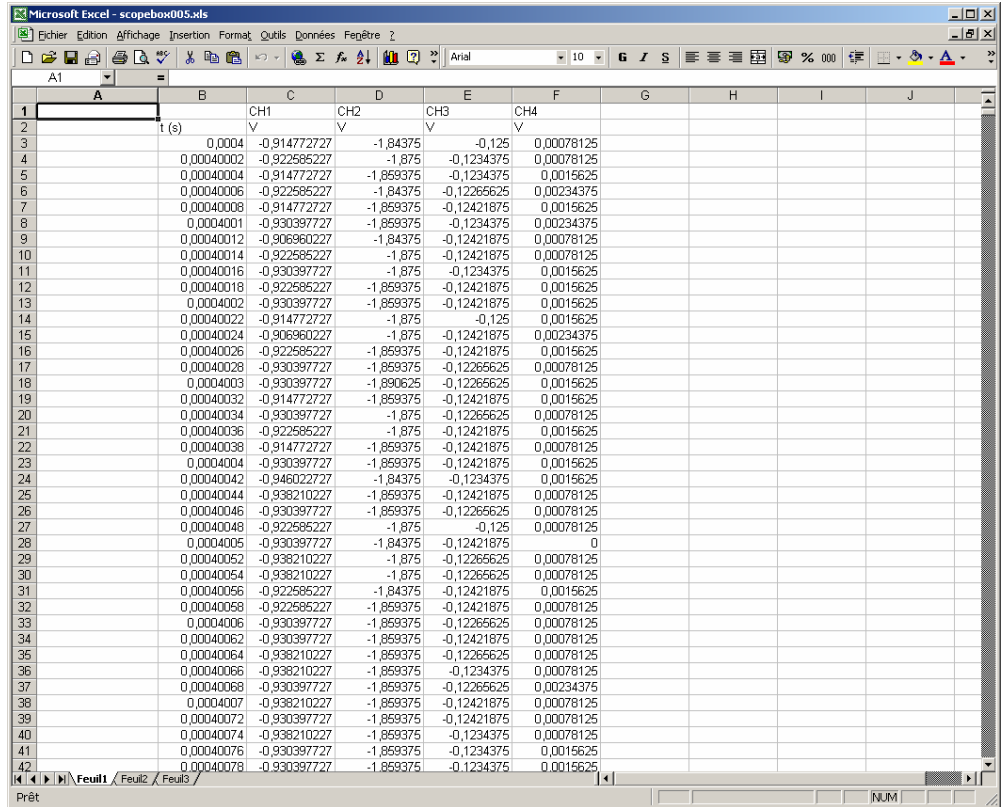 Microsoft Excel - scopebox005.xls
Fichier Edition Affichage Insertion Format Outils Données Fenêtre ?
Arial 10 G I S % 000
A1 =
A B C D E F G H I J
1 CH1 CH2 CH3 CH4
2 t (s) V V V V
3 0,0004 -0,914772727 -1,84375 -0,125 0,00078125
4 0,00040002 -0,922585227 -1,875 -0,1234375 0,00078125
5 0,00040004 -0,914772727 -1,859375 -0,1234375 0,0015625
6 0,00040006 -0,922585227 -1,84375 -0,12265625 0,00234375
7 0,00040008 -0,914772727 -1,859375 -0,12421875 0,0015625
8 0,0004001 -0,930397727 -1,859375 -0,1234375 0,00234375
9 0,00040012 -0,906960227 -1,84375 -0,12421875 0,00078125
10 0,00040014 -0,922585227 -1,875 -0,12421875 0,00078125
11 0,00040016 -0,930397727 -1,875 -0,1234375 0,0015625
12 0,00040018 -0,922585227 -1,859375 -0,12421875 0,0015625
13 0,0004002 -0,930397727 -1,859375 -0,12421875 0,0015625
14 0,00040022 -0,914772727 -1,875 -0,125 0,0015625
15 0,00040024 -0,906960227 -1,875 -0,12421875 0,00234375
16 0,00040026 -0,922585227 -1,859375 -0,12421875 0,0015625
17 0,00040028 -0,930397727 -1,859375 -0,12265625 0,00078125
18 0,0004003 -0,930397727 -1,890625 -0,12265625 0,0015625
19 0,00040032 -0,914772727 -1,859375 -0,12421875 0,0015625
20 0,00040034 -0,930397727 -1,875 -0,12265625 0,00078125
21 0,00040036 -0,922585227 -1,875 -0,12421875 0,0015625
22 0,00040038 -0,914772727 -1,859375 -0,12421875 0,00078125
23 0,0004004 -0,930397727 -1,859375 -0,12421875 0,0015625
24 0,00040042 -0,946022727 -1,84375 -0,1234375 0,0015625
25 0,00040044 -0,938210227 -1,859375 -0,12421875 0,00078125
26 0,00040046 -0,930397727 -1,859375 -0,12265625 0,00078125
27 0,00040048 -0,922585227 -1,875 -0,125 0,00078125
28 0,0004005 -0,930397727 -1,84375 -0,12421875 0
29 0,00040052 -0,938210227 -1,875 -0,12265625 0,00078125
30 0,00040054 -0,938210227 -1,875 -0,12265625 0,00078125
31 0,00040056 -0,922585227 -1,84375 -0,12421875 0,0015625
32 0,00040058 -0,922585227 -1,859375 -0,12421875 0,00078125
33 0,0004006 -0,930397727 -1,859375 -0,12265625 0,00078125
34 0,00040062 -0,930397727 -1,859375 -0,12421875 0,00078125
35 0,00040064 -0,938210227 -1,859375 -0,12265625 0,00078125
36 0,00040066 -0,938210227 -1,859375 -0,1234375 0,00078125
37 0,00040068 -0,930397727 -1,859375 -0,12265625 0,00234375
38 0,0004007 -0,938210227 -1,859375 -0,12421875 0,00078125
39 0,00040072 -0,930397727 -1,859375 -0,12421875 0,00078125
40 0,00040074 -0,938210227 -1,859375 -0,1234375 0,00078125
41 0,00040076 -0,930397727 -1,859375 -0,1234375 0,0015625
42 0,00040078 -0,930397727 -1,859375 -0,1234375 0,0015625
Feuil1 Feuil2 Feuil3
Prêt NUM